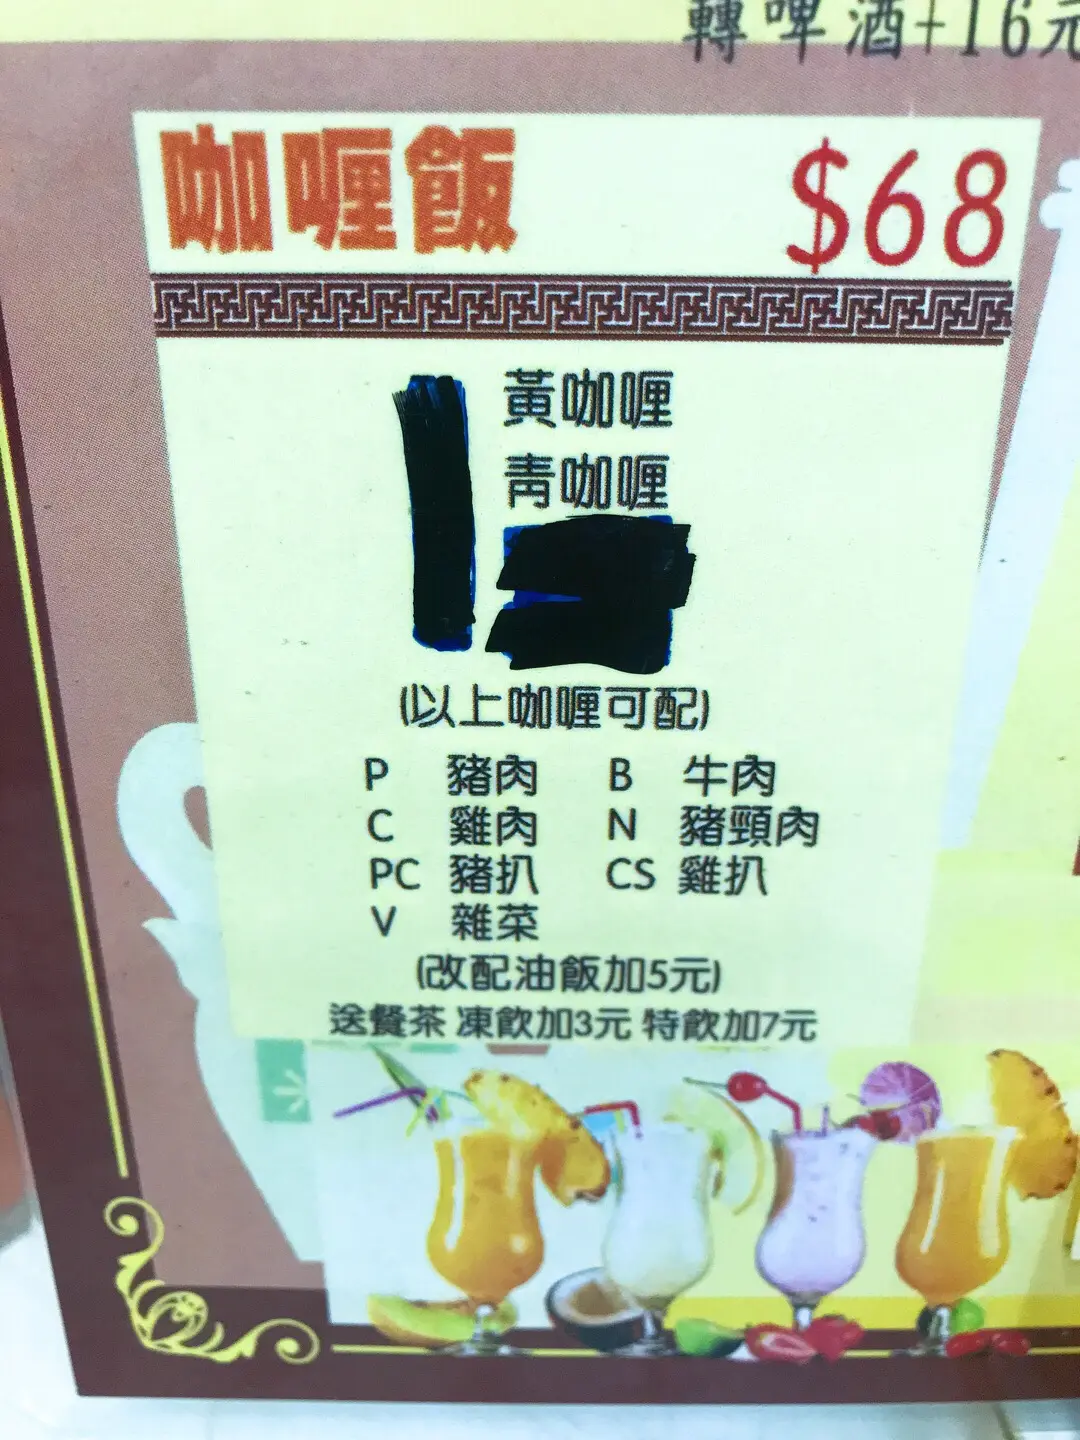 轉啤酒+16元
咖喱飯 $68
黃咖喱
青咖喱
(以上咖喱可配)
P 豬肉 B 牛肉
C 雞肉 N 豬頸肉
PC 豬扒 CS 雞扒
V 雜菜
(改配油飯加5元)
送餐茶 凍飲加3元 特飲加7元